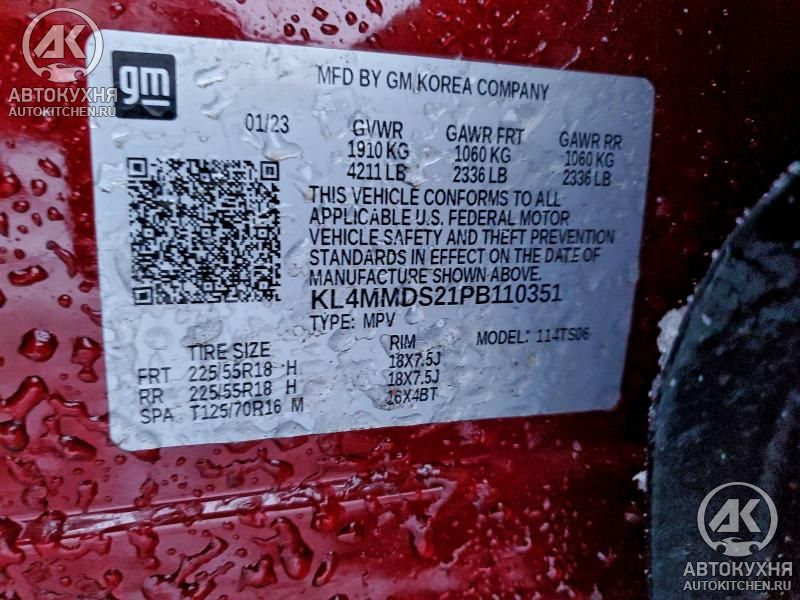 AK
АВТОКУХНЯ
AUTOKITCHEN.RU
gm
MFD BY GM KOREA COMPANY
01/23 GVWR GAWR FRT GAWR RR
1910 KG 1060 KG 1060 KG
4211 LB 2336 LB 2336 LB
THIS VEHICLE CONFORMS TO ALL
APPLICABLE U.S. FEDERAL MOTOR
VEHICLE SAFETY AND THEFT PREVENTION
STANDARDS IN EFFECT ON THE DATE OF
MANUFACTURE SHOWN ABOVE.
KL4MMDS21PB110351
TYPE: MPV MODEL: 114TS06
TIRE SIZE RIM
FRT 225/55R18 H 18X7.5J
RR 225/55R18 H 18X7.5J
SPA T125/70R16 M 16X4BT
AK
АВТОКУХНЯ
AUTOKITCHEN.RU